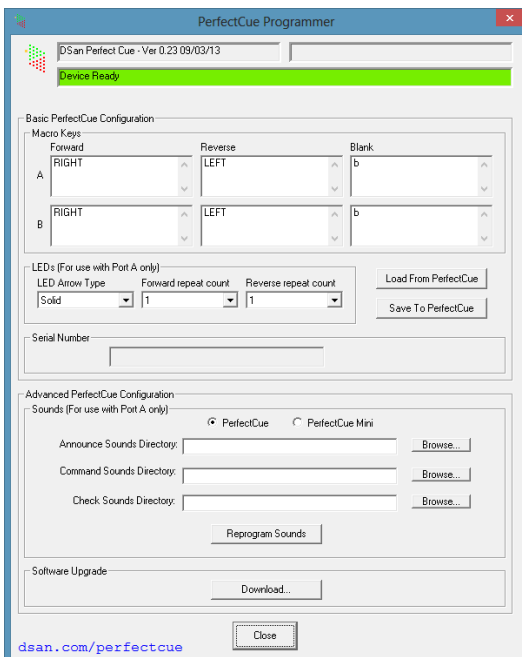 PerfectCue Programmer
DSan Perfect Cue - Ver 0.23 09/03/13
Device Ready
Basic PerfectCue Configuration
Macro Keys
Forward Reverse Blank
A RIGHT LEFT b
B RIGHT LEFT b
LEDs (For use with Port A only)
LED Arrow Type Forward repeat count Reverse repeat count
Solid 1 1
Load From PerfectCue
Save To PerfectCue
Serial Number
Advanced PerfectCue Configuration
Sounds (For use with Port A only)
PerfectCue PerfectCue Mini
Announce Sounds Directory: Browse...
Command Sounds Directory: Browse...
Check Sounds Directory: Browse...
Reprogram Sounds
Software Upgrade
Download...
Close
dsan.com/perfectcue